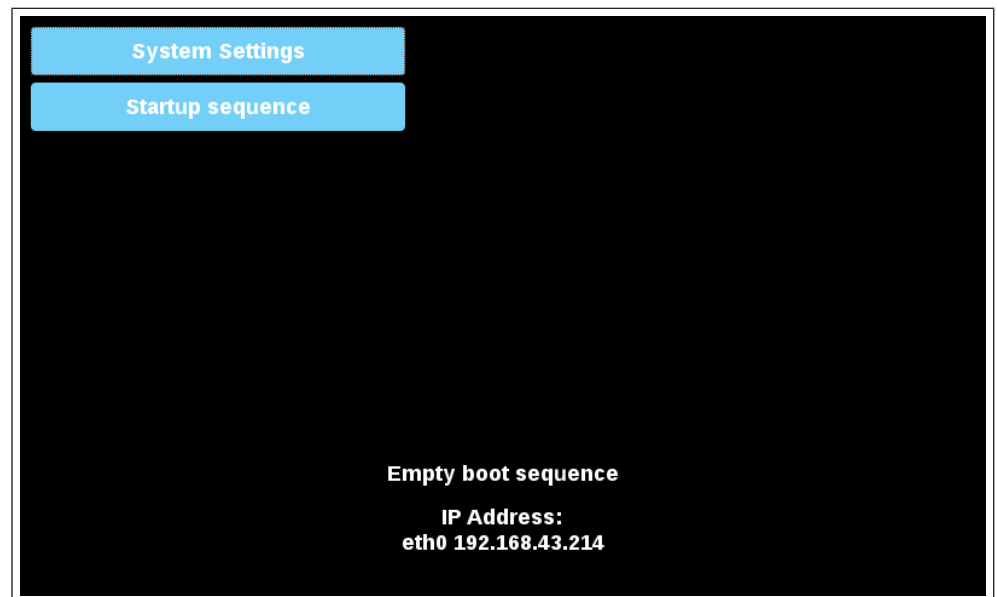 System Settings
Startup sequence
Empty boot sequence
IP Address:
eth0 192.168.43.214